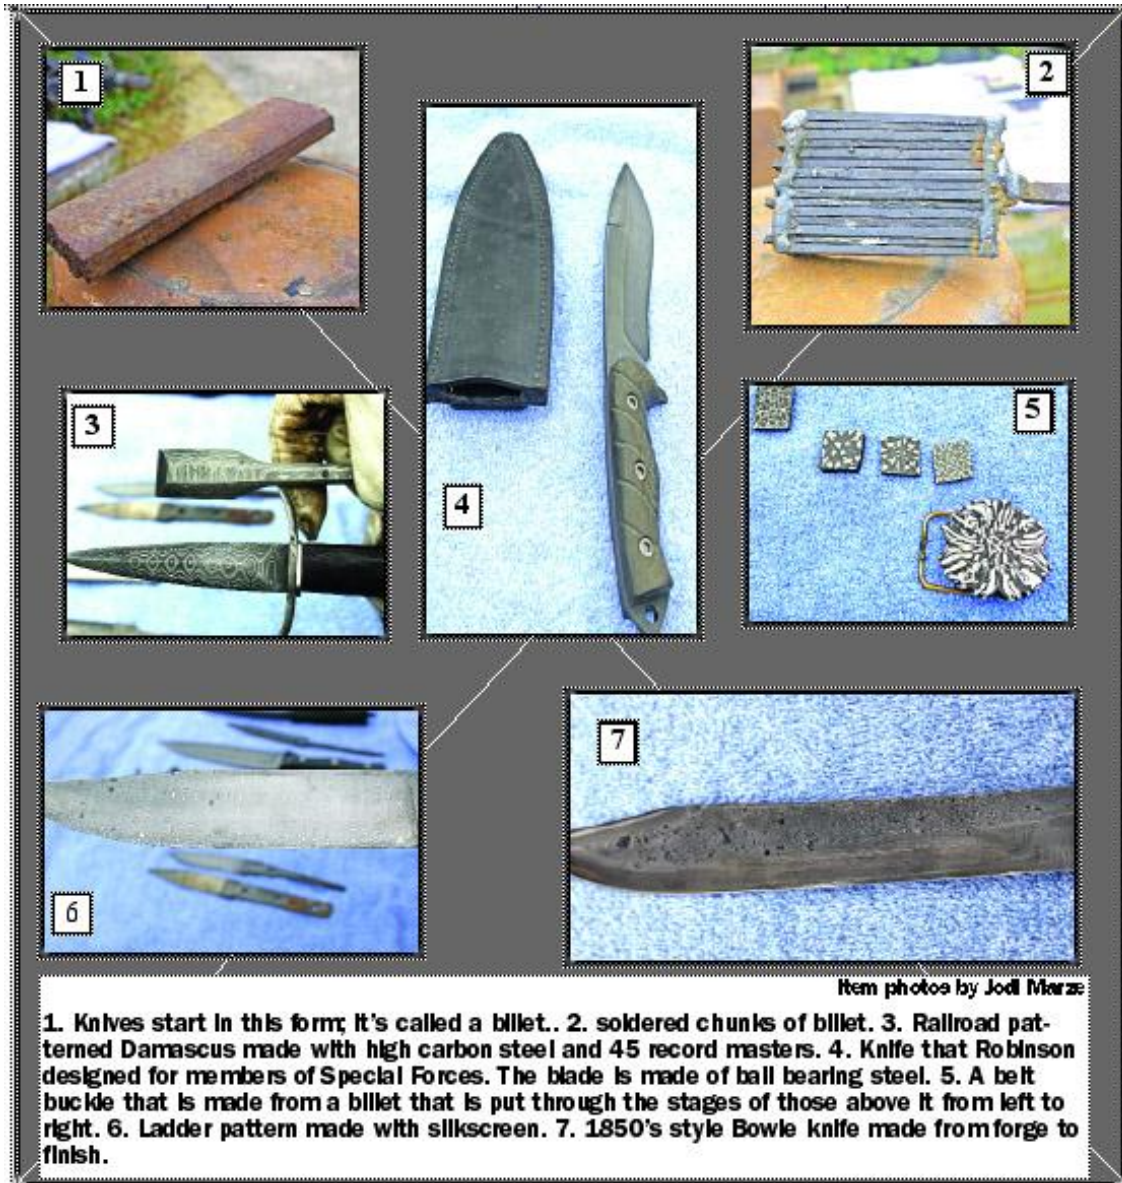 1
2
3
4
5
6
7
Item photos by Jodi Marze
1. Knives start in this form; it's called a billet.. 2. soldered chunks of billet. 3. Railroad pat-
terned Damascus made with high carbon steel and 45 record masters. 4. Knife that Robinson
designed for members of Special Forces. The blade is made of ball bearing steel. 5. A belt
buckle that is made from a billet that is put through the stages of those above it from left to
right. 6. Ladder pattern made with silkscreen. 7. 1850's style Bowie knife made from forge to
finish.